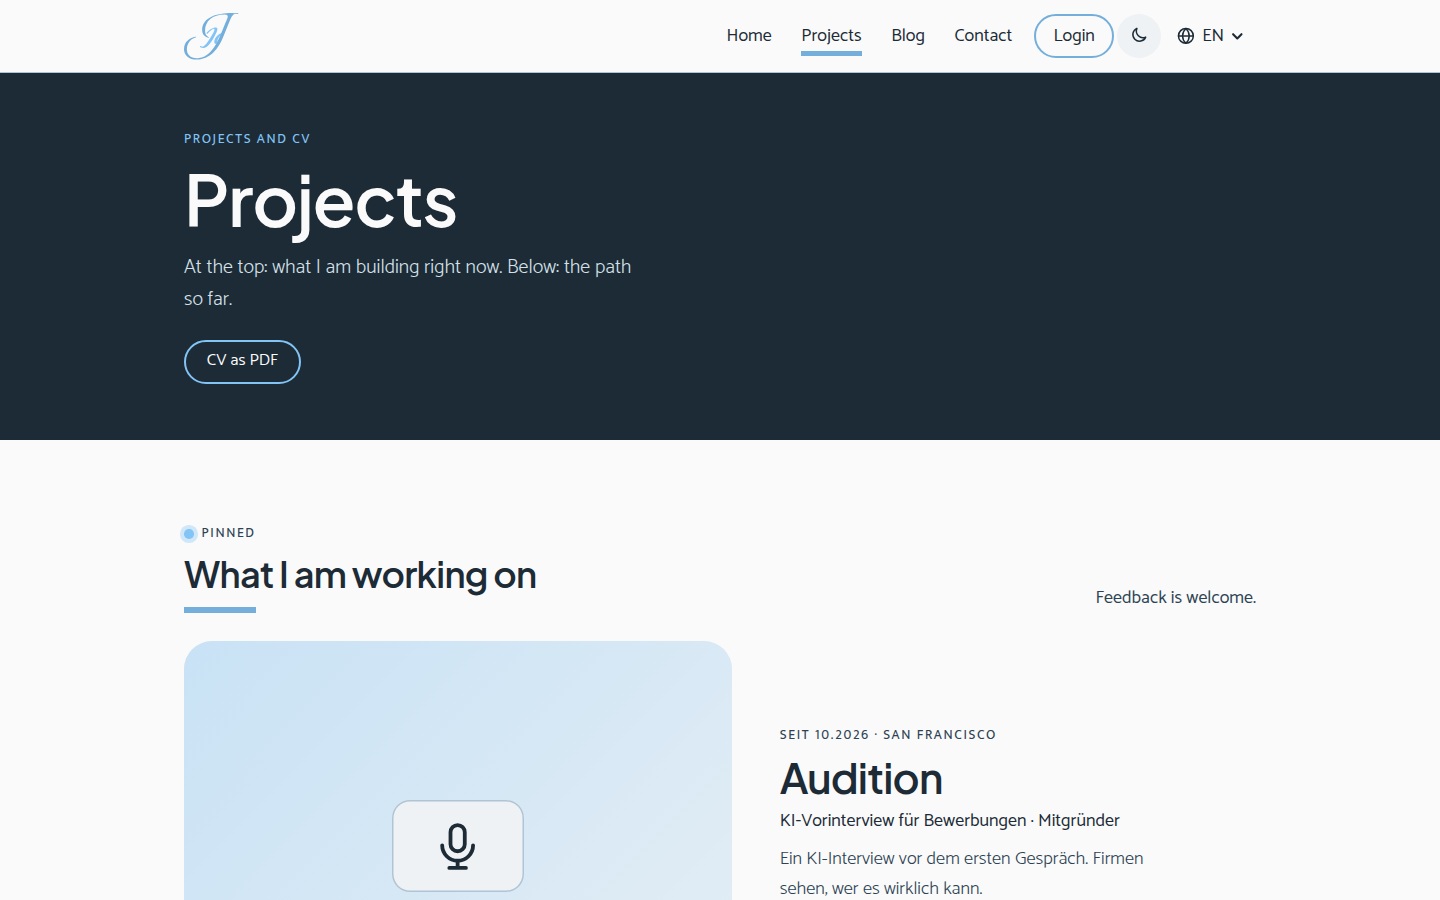 Home Projects Blog Contact Login EN
PROJECTS AND CV
Projects
At the top: what I am building right now. Below: the path
so far.
CV as PDF
PINNED
What I am working on
Feedback is welcome.
SEIT 10.2026 · SAN FRANCISCO
Audition
KI-Vorinterview für Bewerbungen · Mitgründer
Ein KI-Interview vor dem ersten Gespräch. Firmen
sehen, wer es wirklich kann.